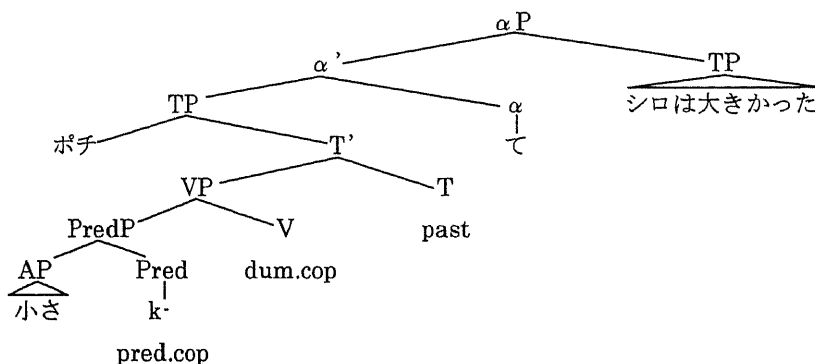 αP
α' TP
TP α シロは大きかった
ポチ T' て
VP T
PredP V past
AP Pred dum.cop
小さ k-
pred.cop